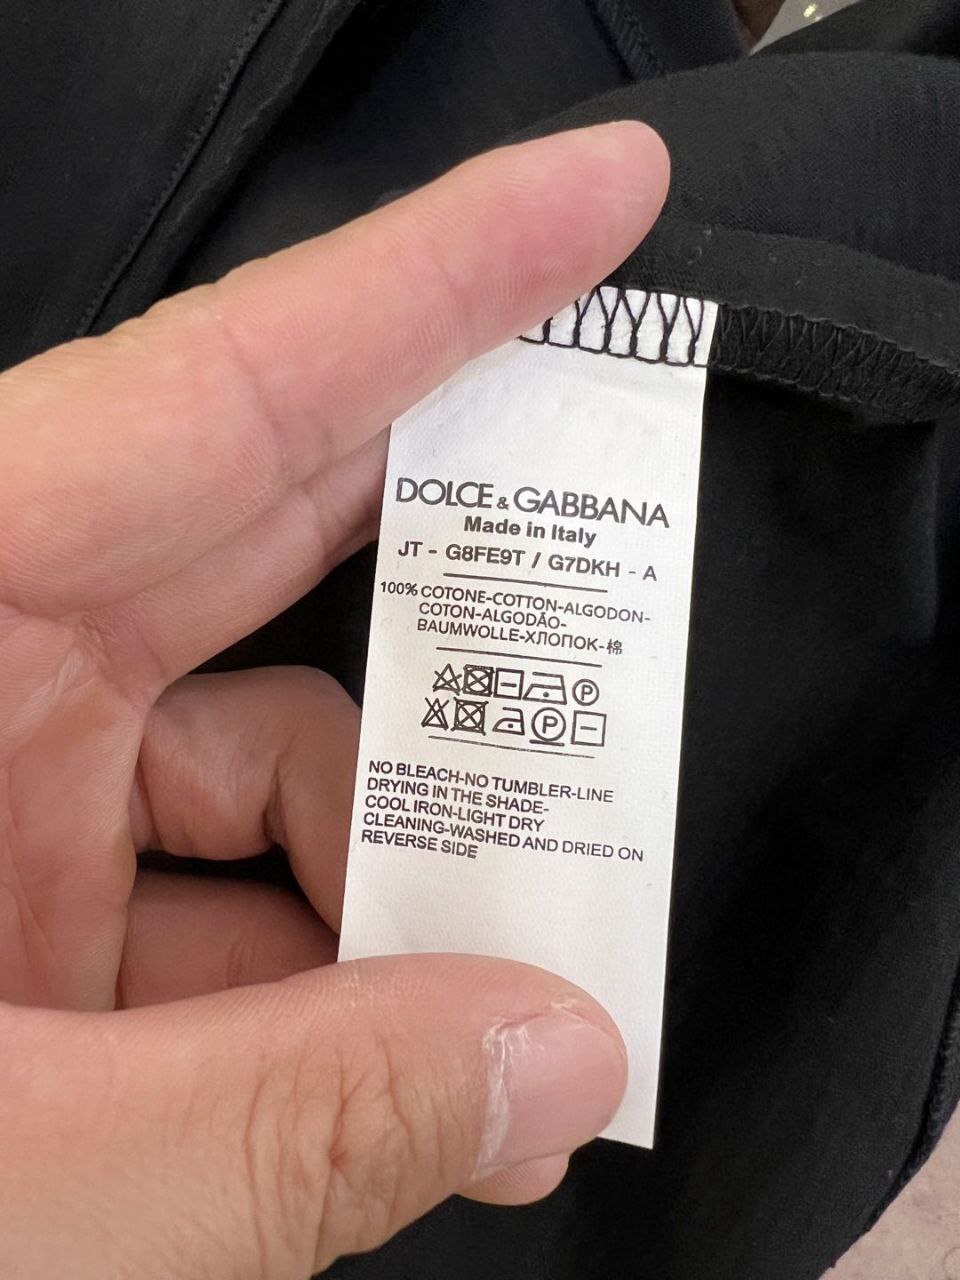 DOLCE & GABBANA
Made in Italy
JT - G8FE9T / G7DKH - A
100% COTONE-COTTON-ALGODON-
COTON-ALGODÃO-
BAUMWOLLE-ХЛОПОК-棉
P
P
NO BLEACH-NO TUMBLER-LINE
DRYING IN THE SHADE-
COOL IRON-LIGHT DRY
CLEANING-WASHED AND DRIED ON
REVERSE SIDE